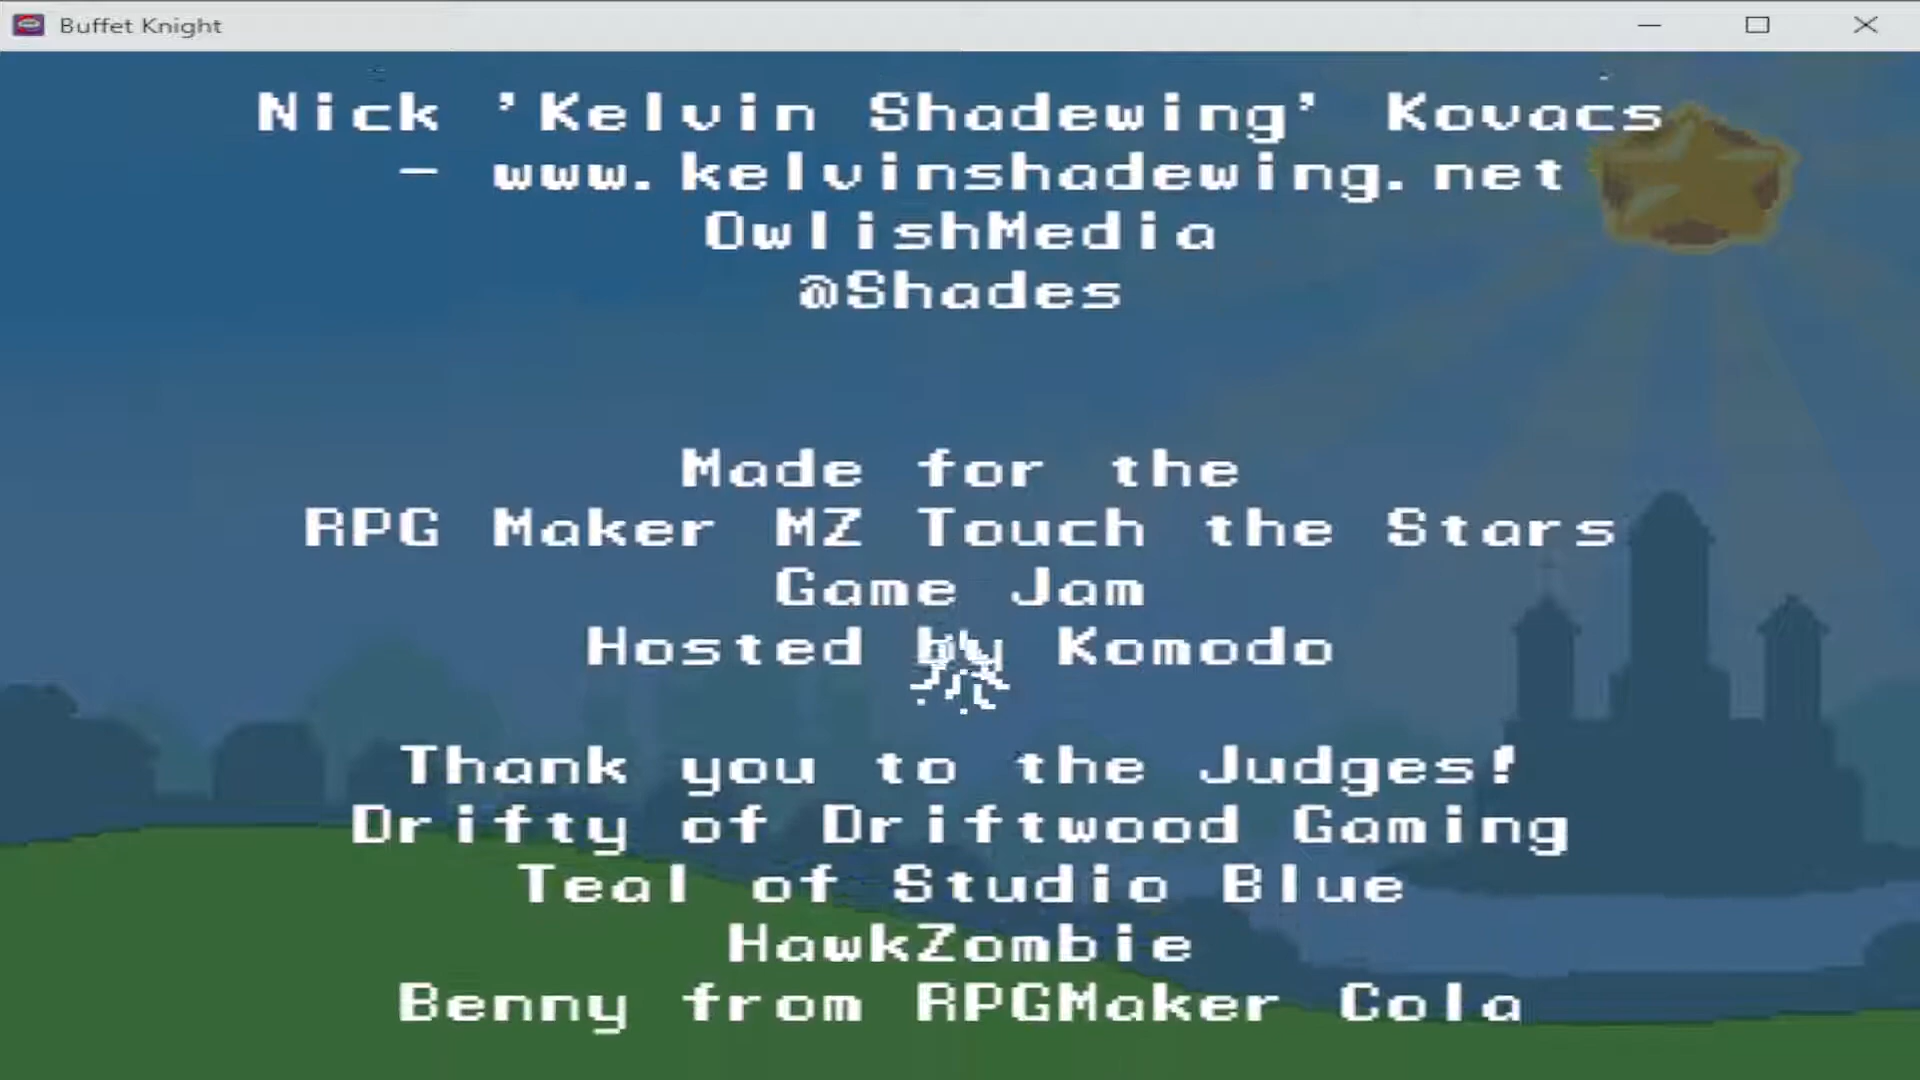 Buffet Knight
Nick 'Kelvin Shadewing' Kovacs
- www.kelvinshadewing.net
OwlishMedia
@Shades
Made for the
RPG Maker MZ Touch the Stars
Game Jam
Hosted by Komodo
Thank you to the Judges!
Drifty of Driftwood Gaming
Teal of Studio Blue
HawkZombie
Benny from RPGMaker Cola